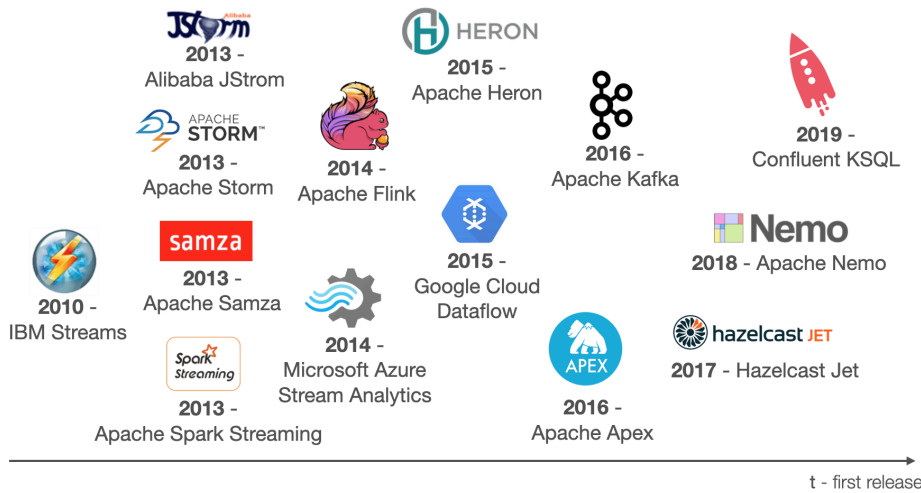 Alibaba
JStorm
2013 -
Alibaba JStrom
HERON
2015 -
Apache Heron
2019 -
Confluent KSQL
APACHE
STORM™
2013 -
Apache Storm
2014 -
Apache Flink
2016 -
Apache Kafka
samza
2013 -
Apache Samza
2015 -
Google Cloud
Dataflow
Nemo
2018 - Apache Nemo
2010 -
IBM Streams
2014 -
Microsoft Azure
Stream Analytics
hazelcast JET
2017 - Hazelcast Jet
Spark
Streaming
2013 -
Apache Spark Streaming
APEX
2016 -
Apache Apex
t - first release